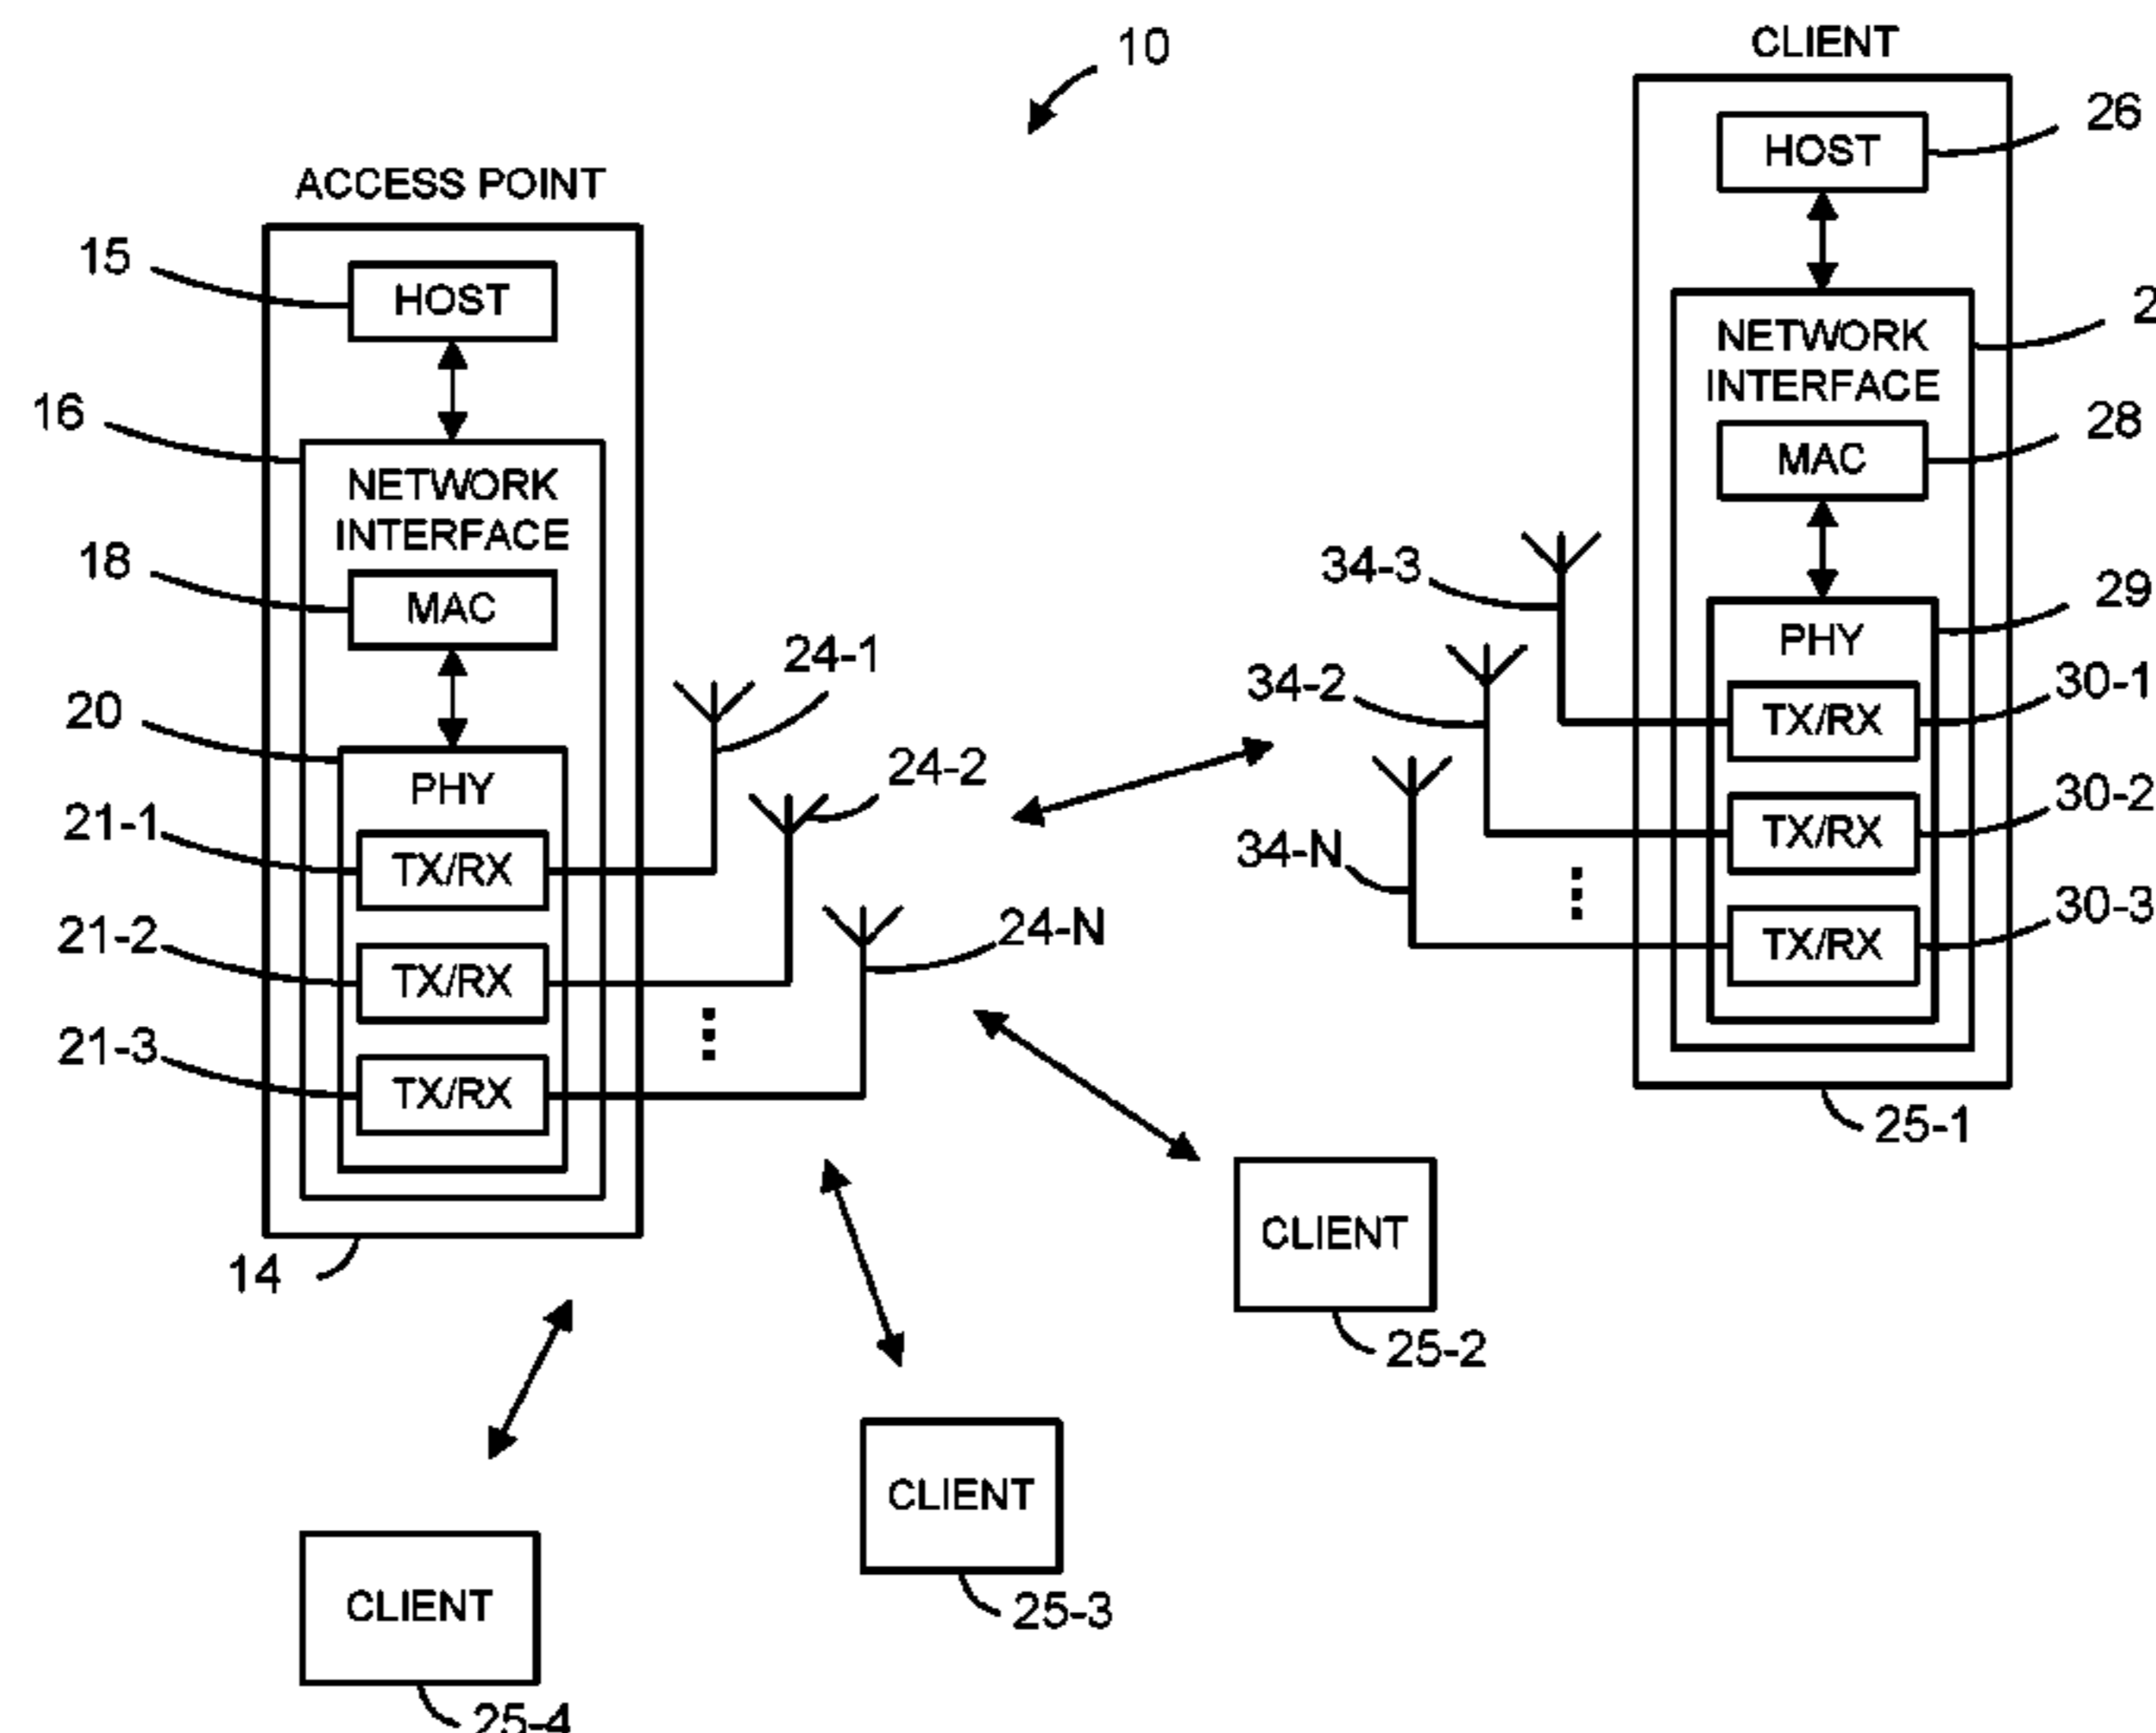 10
CLIENT
HOST
26
ACCESS POINT
15
HOST
2
NETWORK
INTERFACE
16
MAC
28
NETWORK
INTERFACE
18
MAC
34-3
29
PHY
24-1
34-2
30-1
TX/RX
20
PHY
24-2
30-2
TX/RX
21-1
TX/RX
34-N
30-3
TX/RX
24-N
21-2
TX/RX
21-3
TX/RX
25-1
14
CLIENT
25-2
CLIENT
25-3
CLIENT
25-4